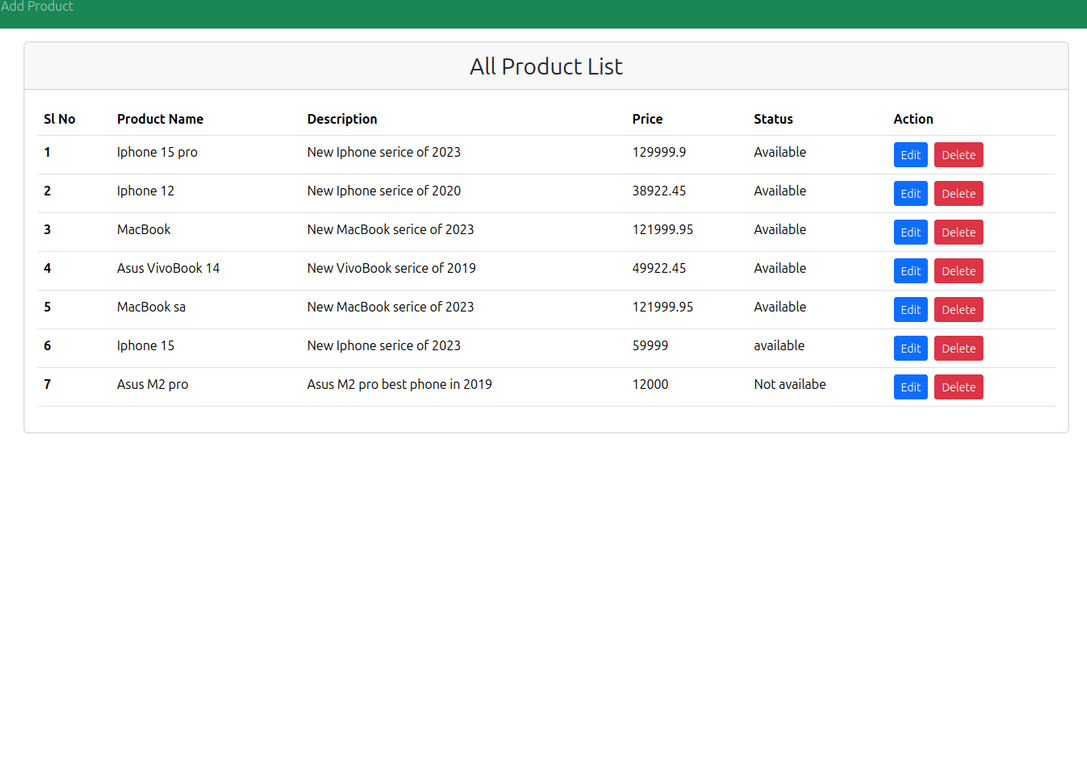 Add Product
All Product List
Sl No Product Name Description Price Status Action
1 Iphone 15 pro New Iphone serice of 2023 129999.9 Available Edit Delete
2 Iphone 12 New Iphone serice of 2020 38922.45 Available Edit Delete
3 MacBook New MacBook serice of 2023 121999.95 Available Edit Delete
4 Asus VivoBook 14 New VivoBook serice of 2019 49922.45 Available Edit Delete
5 MacBook sa New MacBook serice of 2023 121999.95 Available Edit Delete
6 Iphone 15 New Iphone serice of 2023 59999 available Edit Delete
7 Asus M2 pro Asus M2 pro best phone in 2019 12000 Not availabe Edit Delete